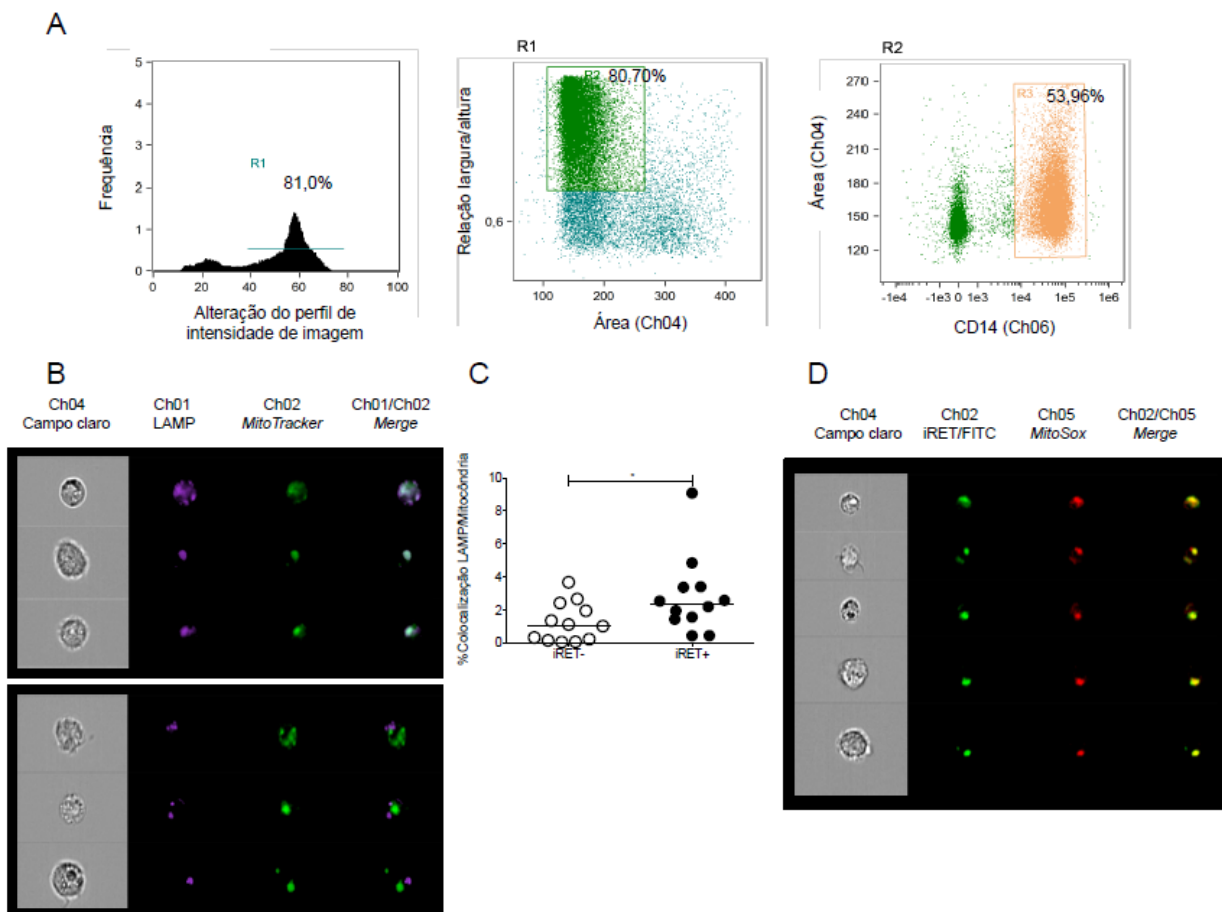 A
R1
R2
5
4
3
2
1
0
Frequência
R1
81,0%
0 20 40 60 80 100
Alteração do perfil de
intensidade de imagem
R2 80,70%
Relação largura/altura
0,6
100 200 300 400
Área (Ch04)
R3 53,96%
270
240
210
180
150
120
Área (Ch04)
-1e4 -1e3 0 1e3 1e4 1e5 1e6
CD14 (Ch06)
B
Ch04
Campo claro
Ch01
LAMP
Ch02
MitoTracker
Ch01/Ch02
Merge
C
%Colocalização LAMP/Mitocôndria
10
8
6
4
2
0
*
iRET-
iRET+
D
Ch04
Campo claro
Ch02
iRET/FITC
Ch05
MitoSox
Ch02/Ch05
Merge